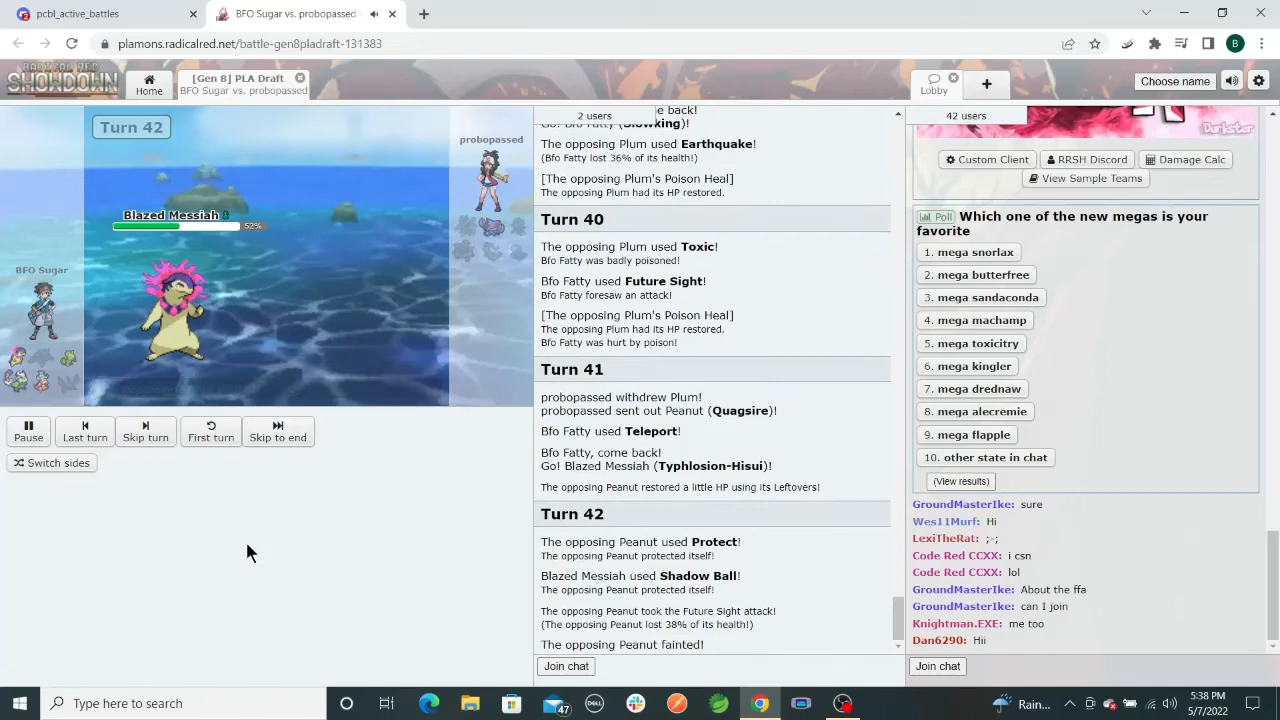 pcbl_active_battles
BFO Sugar vs. probopassed
plamons.radicalred.net/battle-gen8pladraft-131383
B
RADICAL RED
SHOWDOWN
Home
[Gen 8] PLA Draft
BFO Sugar vs. probopassed
Lobby
Choose name
Turn 42
probopassed
Blazed Messiah
52%
BFO Sugar
Pause
Last turn
Skip turn
First turn
Skip to end
Switch sides
2 users
e back!
Go! Bfo Fatty (Slowking)!
The opposing Plum used Earthquake!
(Bfo Fatty lost 36% of its health!)
[The opposing Plum's Poison Heal]
The opposing Plum had its HP restored.
Turn 40
The opposing Plum used Toxic!
Bfo Fatty was badly poisoned!
Bfo Fatty used Future Sight!
Bfo Fatty foresaw an attack!
[The opposing Plum's Poison Heal]
The opposing Plum had its HP restored.
Bfo Fatty was hurt by poison!
Turn 41
probopassed withdrew Plum!
probopassed sent out Peanut (Quagsire)!
Bfo Fatty used Teleport!
Bfo Fatty, come back!
Go! Blazed Messiah (Typhlosion-Hisui)!
The opposing Peanut restored a little HP using its Leftovers!
Turn 42
The opposing Peanut used Protect!
The opposing Peanut protected itself!
Blazed Messiah used Shadow Ball!
The opposing Peanut protected itself!
The opposing Peanut took the Future Sight attack!
(The opposing Peanut lost 38% of its health!)
The opposing Peanut fainted!
Join chat
42 users
Darkster
Custom Client
RRSH Discord
Damage Calc
View Sample Teams
Poll Which one of the new megas is your
favorite
1. mega snorlax
2. mega butterfree
3. mega sandaconda
4. mega machamp
5. mega toxicitry
6. mega kingler
7. mega drednaw
8. mega alecremie
9. mega flapple
10. other state in chat
(View results)
GroundMasterIke: sure
Wes11Murf: Hi
LexiTheRat: ;-;
Code Red CCXX: i csn
Code Red CCXX: lol
GroundMasterIke: About the ffa
GroundMasterIke: can I join
Knightman.EXE: me too
Dan6290: Hii
Join chat
Type here to search
DELL
47
Rain...
5:38 PM
5/7/2022